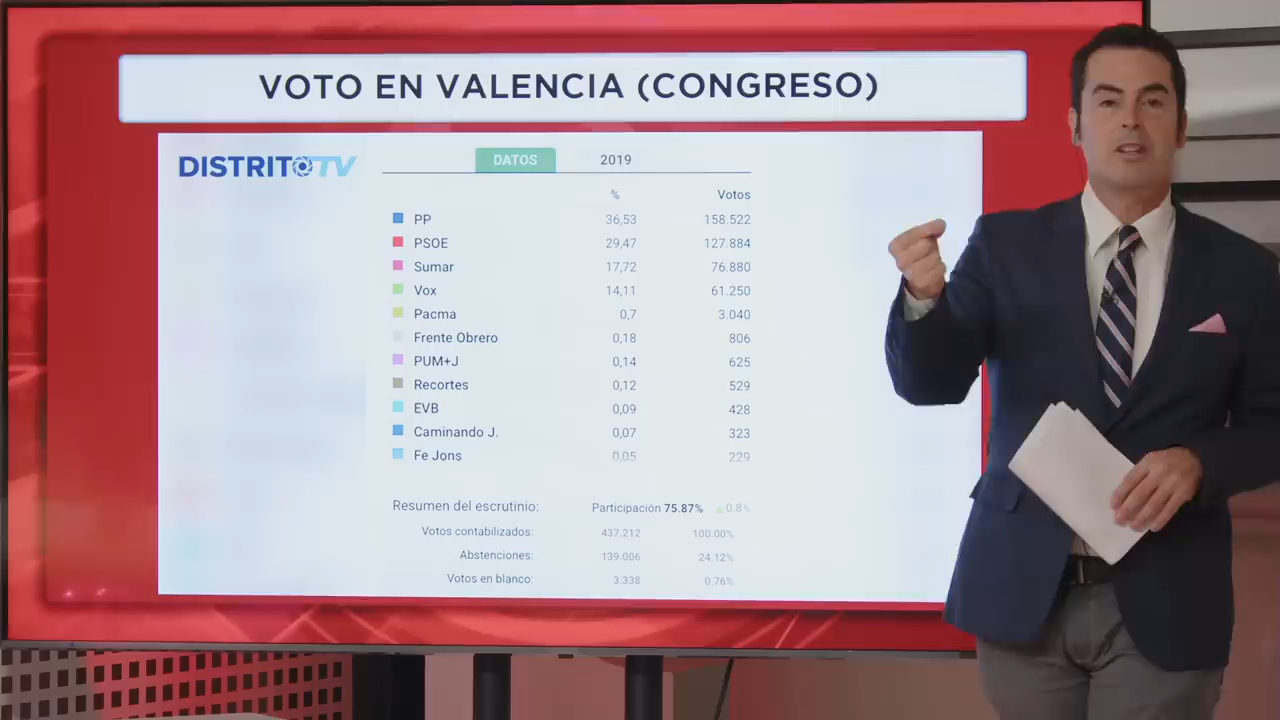 VOTO EN VALENCIA (CONGRESO)
DISTRITO TV
DATOS 2019
% Votos
PP 36,53 158.522
PSOE 29,47 127.884
Sumar 17,72 76.880
Vox 14,11 61.250
Pacma 0,7 3.040
Frente Obrero 0,18 806
PUM+J 0,14 625
Recortes 0,12 529
EVB 0,09 428
Caminando J. 0,07 323
Fe Jons 0,05 229
Resumen del escrutinio: Participación 75.87% 0.8%
Votos contabilizados: 437.212 100.00%
Abstenciones: 139.006 24.12%
Votos en blanco: 3.338 0.76%